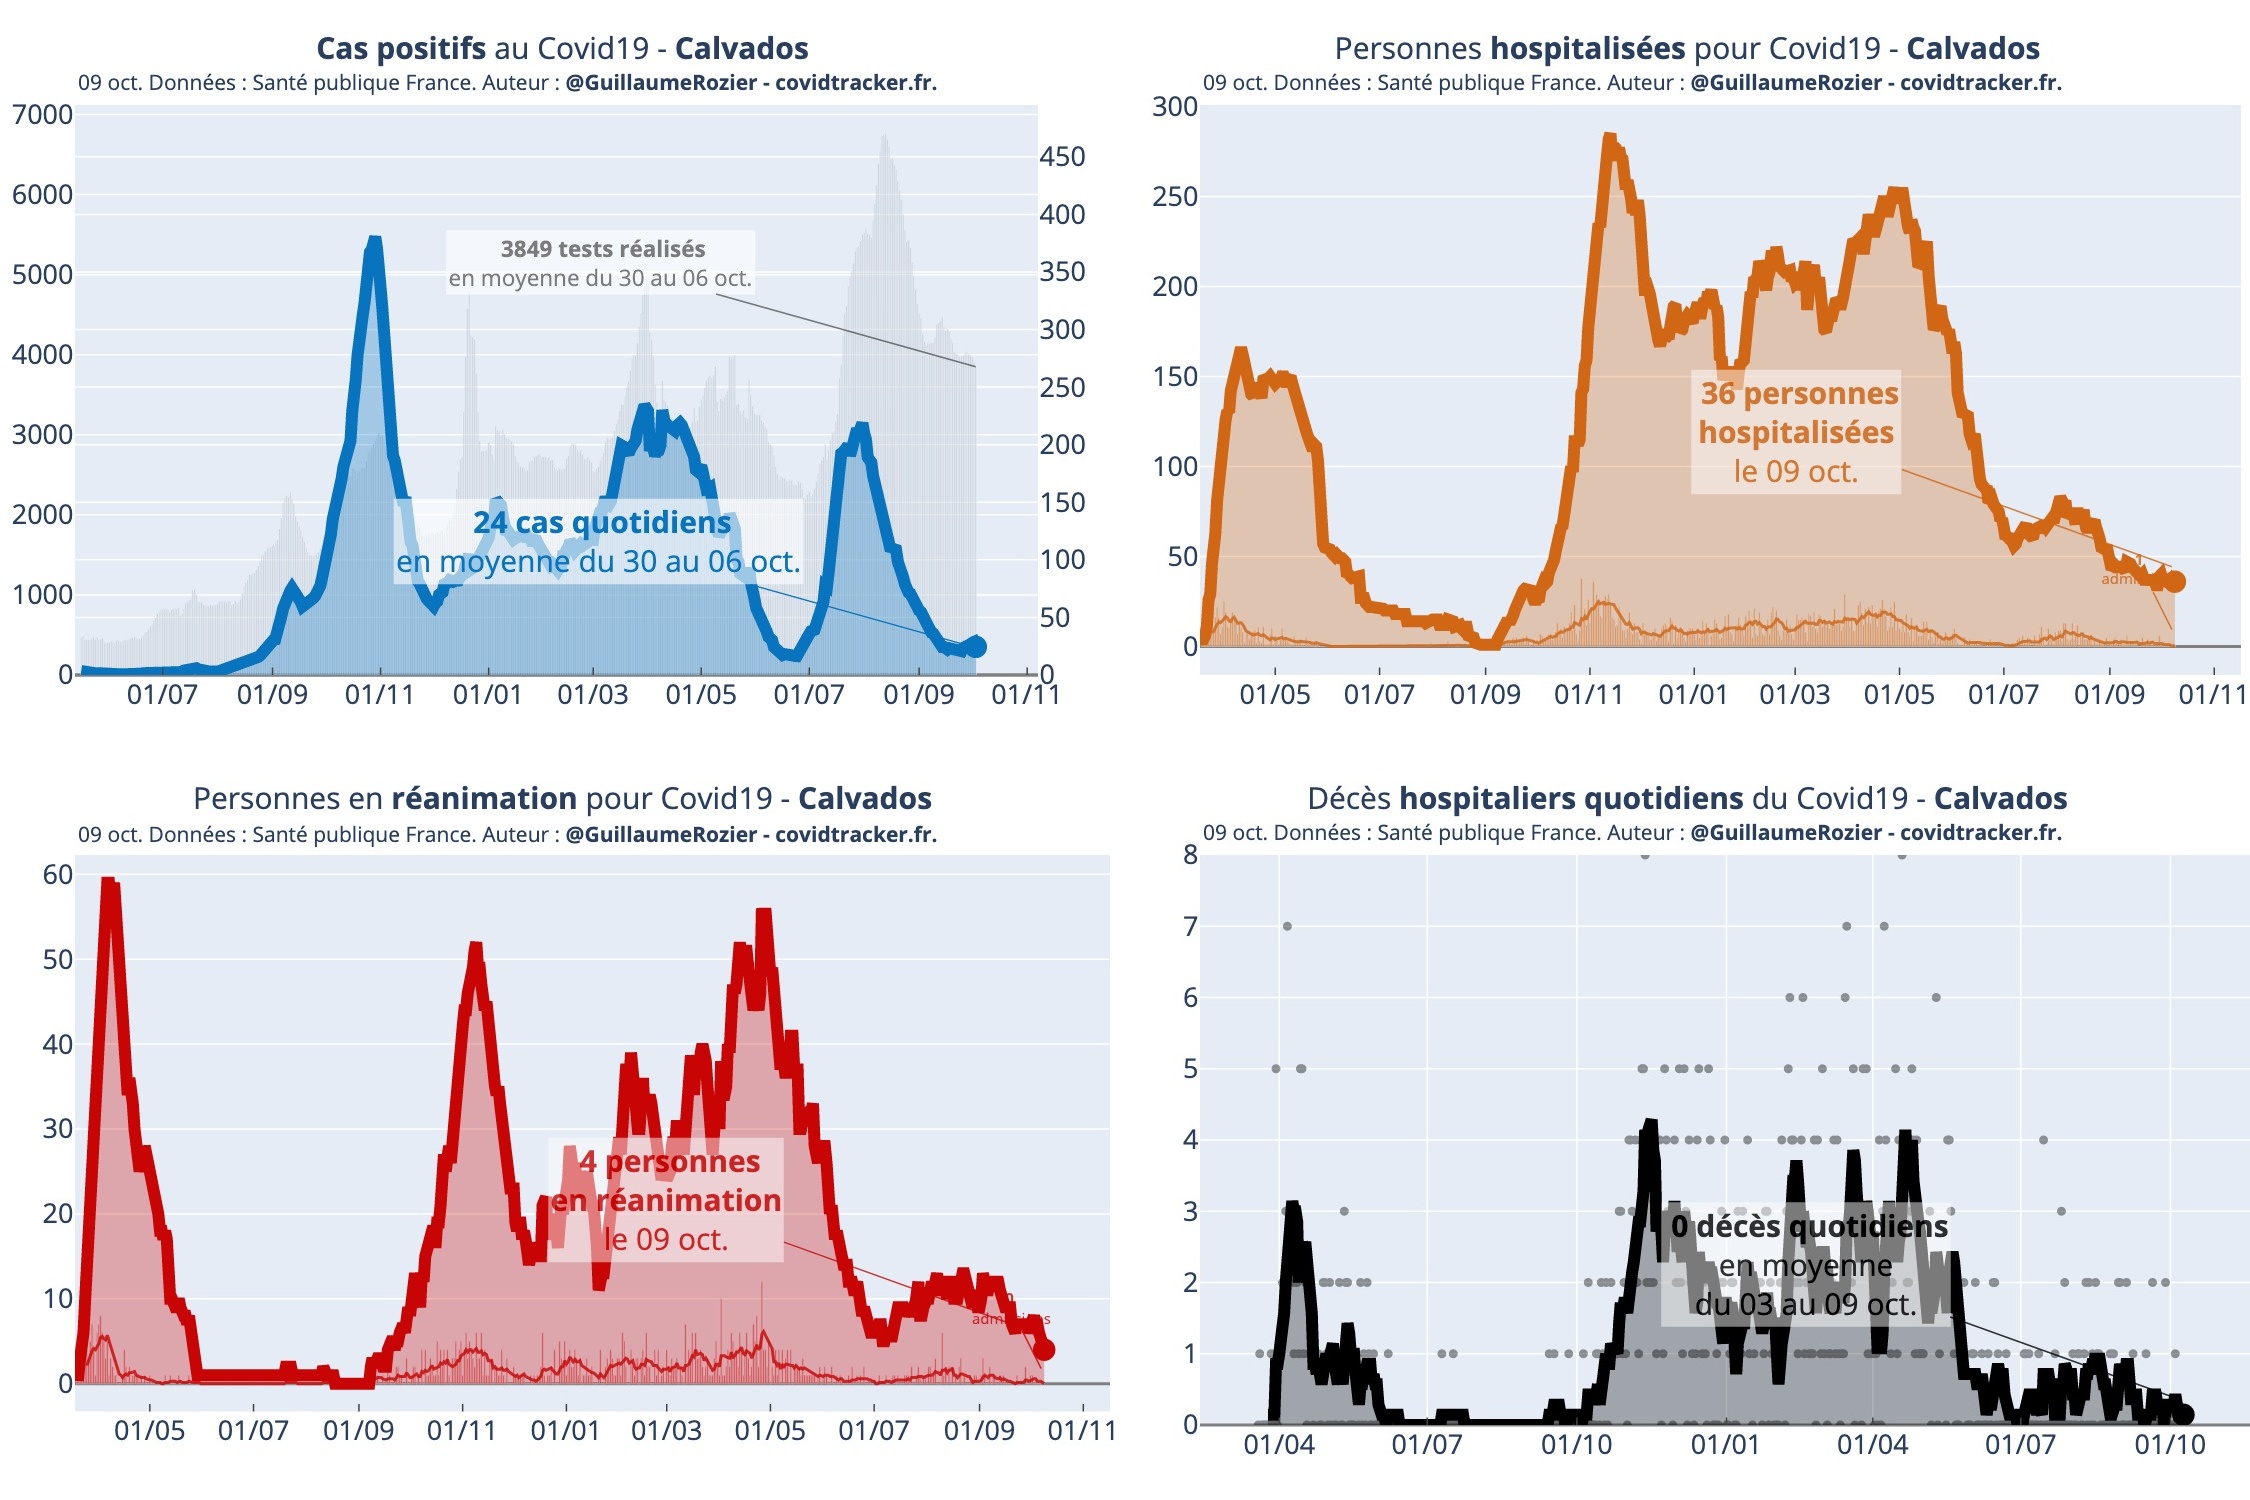 Cas positifs au Covid19 - Calvados
09 oct. Données : Santé publique France. Auteur : @GuillaumeRozier - covidtracker.fr.
7000
6000
5000
4000
3000
2000
1000
0
450
400
350
300
250
200
150
100
50
0
3849 tests réalisés
en moyenne du 30 au 06 oct.
24 cas quotidiens
en moyenne du 30 au 06 oct.
01/07 01/09 01/11 01/01 01/03 01/05 01/07 01/09 01/11
Personnes hospitalisées pour Covid19 - Calvados
09 oct. Données : Santé publique France. Auteur : @GuillaumeRozier - covidtracker.fr.
300
250
200
150
100
50
0
36 personnes
hospitalisées
le 09 oct.
1
01/05 01/07 01/09 01/11 01/01 01/03 01/05 01/07 01/09 01/11
Personnes en réanimation pour Covid19 - Calvados
09 oct. Données : Santé publique France. Auteur : @GuillaumeRozier - covidtracker.fr.
60
50
40
30
20
10
0
4 personnes
en réanimation
le 09 oct.
01/05 01/07 01/09 01/11 01/01 01/03 01/05 01/07 01/09 01/11
Décès hospitaliers quotidiens du Covid19 - Calvados
09 oct. Données : Santé publique France. Auteur : @GuillaumeRozier - covidtracker.fr.
8
7
6
5
4
3
2
1
0
0 décès quotidiens
en moyenne
du 03 au 09 oct.
01/04 01/07 01/10 01/01 01/04 01/07 01/10